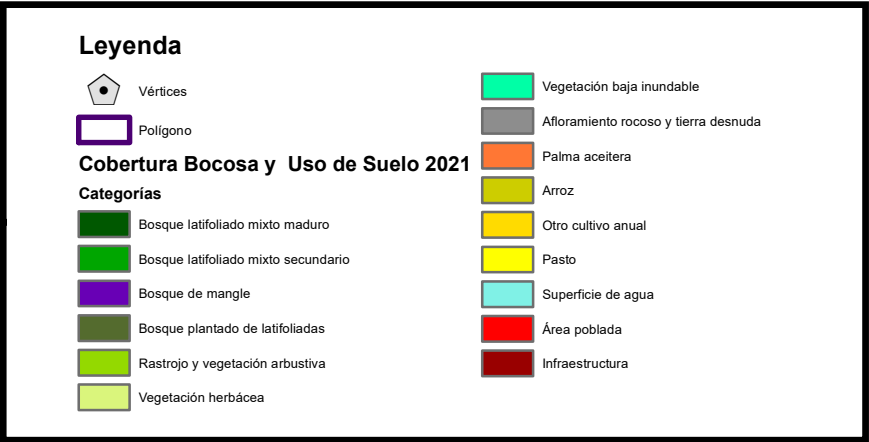 Leyenda
Vértices
Polígono
Cobertura Bocosa y Uso de Suelo 2021
Categorías
Bosque latifoliado mixto maduro
Bosque latifoliado mixto secundario
Bosque de mangle
Bosque plantado de latifoliadas
Rastrojo y vegetación arbustiva
Vegetación herbácea
Vegetación baja inundable
Afloramiento rocoso y tierra desnuda
Palma aceitera
Arroz
Otro cultivo anual
Pasto
Superficie de agua
Área poblada
Infraestructura